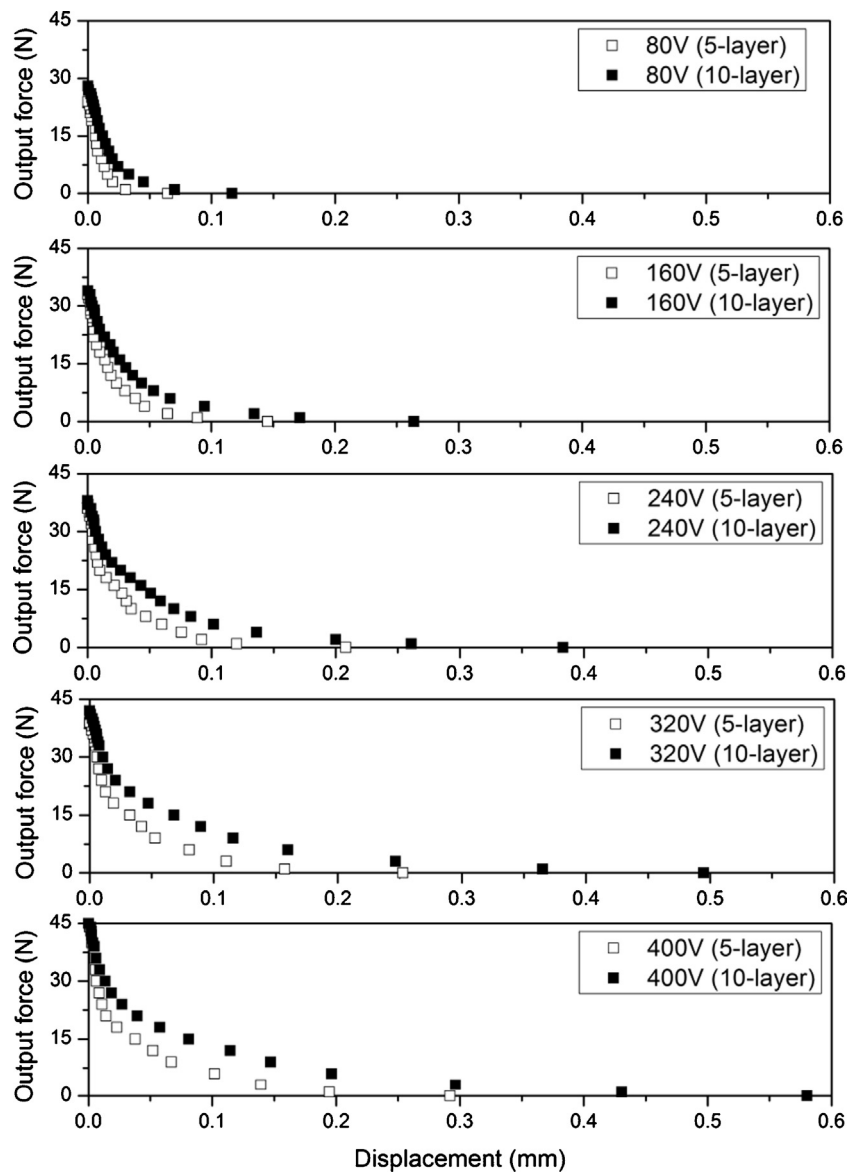 Output force (N)
45
30
15
0
80V (5-layer)
80V (10-layer)
0.0 0.1 0.2 0.3 0.4 0.5 0.6
Output force (N)
45
30
15
0
160V (5-layer)
160V (10-layer)
0.0 0.1 0.2 0.3 0.4 0.5 0.6
Output force (N)
45
30
15
0
240V (5-layer)
240V (10-layer)
0.0 0.1 0.2 0.3 0.4 0.5 0.6
Output force (N)
45
30
15
0
320V (5-layer)
320V (10-layer)
0.0 0.1 0.2 0.3 0.4 0.5 0.6
Output force (N)
45
30
15
0
400V (5-layer)
400V (10-layer)
0.0 0.1 0.2 0.3 0.4 0.5 0.6
Displacement (mm)